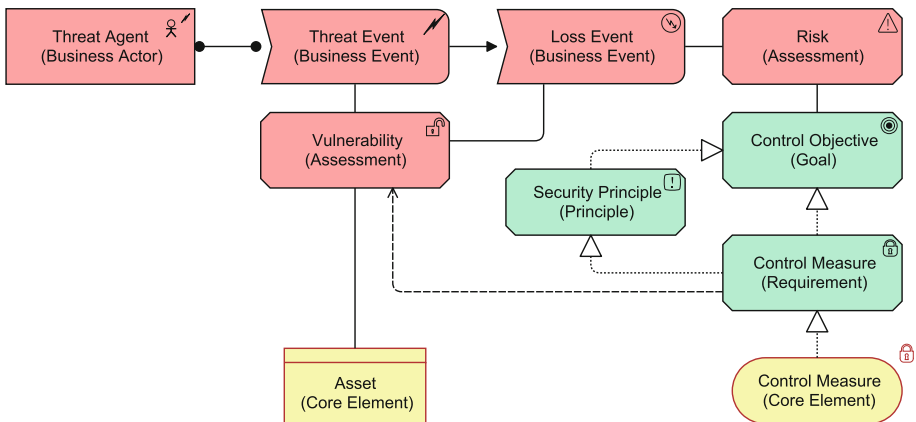 Threat Agent
(Business Actor)
Threat Event
(Business Event)
Loss Event
(Business Event)
Risk
(Assessment)
Vulnerability
(Assessment)
Control Objective
(Goal)
Security Principle
(Principle)
Control Measure
(Requirement)
Asset
(Core Element)
Control Measure
(Core Element)